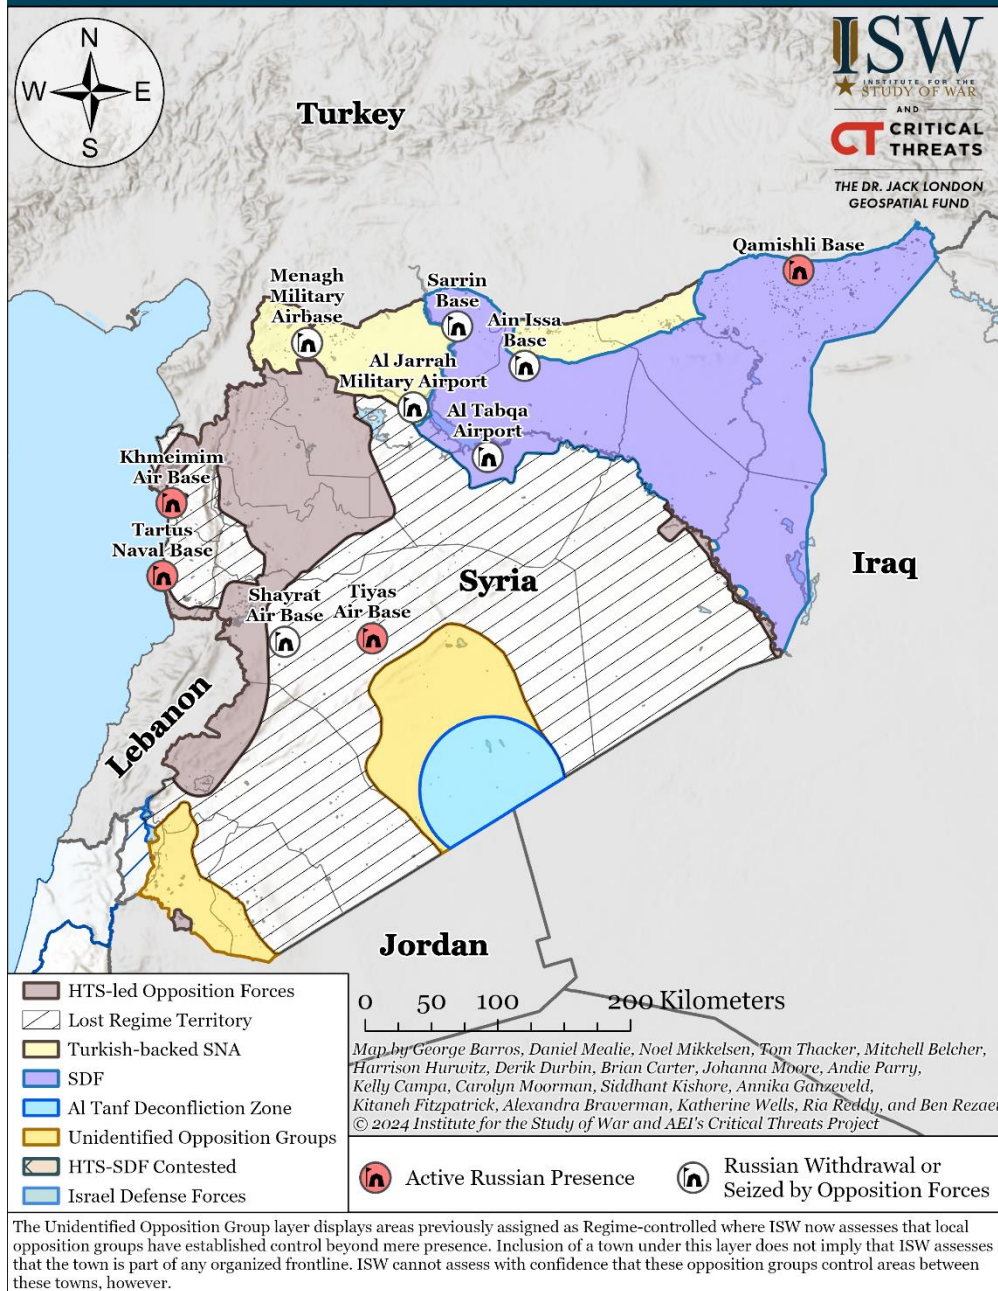 N
W
E
S
ISW
INSTITUTE FOR THE
STUDY OF WAR
AND
CT CRITICAL
THREATS
THE DR. JACK LONDON
GEOSPATIAL FUND
Turkey
Qamishli Base
Menagh
Military
Airbase
Sarrin
Base
Ain Issa
Base
Al Jarrah
Military Airport
Al Tabqa
Airport
Khmeimim
Air Base
Tartus
Naval Base
Iraq
Syria
Shayrat
Air Base
Tiyas
Air Base
Lebanon
Jordan
HTS-led Opposition Forces
Lost Regime Territory
Turkish-backed SNA
SDF
Al Tanf Deconfliction Zone
Unidentified Opposition Groups
HTS-SDF Contested
Israel Defense Forces
0 50 100 200 Kilometers
Map by George Barros, Daniel Mealie, Noel Mikkelsen, Tom Thacker, Mitchell Belcher,
Harrison Hurwitz, Derik Durbin, Brian Carter, Johanna Moore, Andie Parry,
Kelly Campa, Carolyn Moorman, Siddhant Kishore, Annika Ganzeveld,
Kitaneh Fitzpatrick, Alexandra Braverman, Katherine Wells, Ria Reddy, and Ben Rezaei
© 2024 Institute for the Study of War and AEI's Critical Threats Project
Active Russian Presence
Russian Withdrawal or
Seized by Opposition Forces
The Unidentified Opposition Group layer displays areas previously assigned as Regime-controlled where ISW now assesses that local
opposition groups have established control beyond mere presence. Inclusion of a town under this layer does not imply that ISW assesses
that the town is part of any organized frontline. ISW cannot assess with confidence that these opposition groups control areas between
these towns, however.